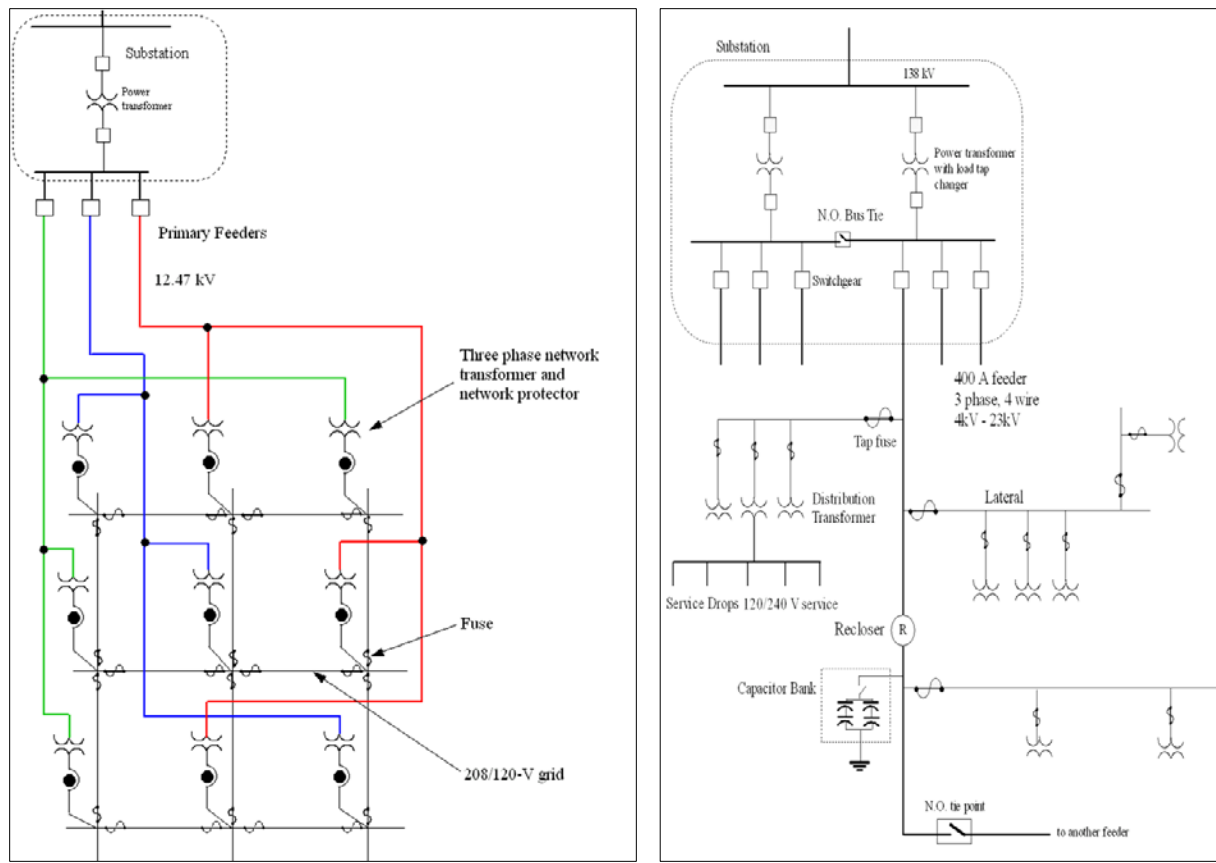 Substation
Power
transformer
Primary Feeders
12.47 kV
Three phase network
transformer and
network protector
Fuse
208/120-V grid
Substation
138 kV
Power transformer
with load tap
changer
N.O. Bus Tie
Switchgear
400 A feeder
3 phase, 4 wire
4kV - 23kV
Tap fuse
Lateral
Distribution
Transformer
Service Drops 120/240 V service
Recloser
R
Capacitor Bank
N.O. tie point
to another feeder